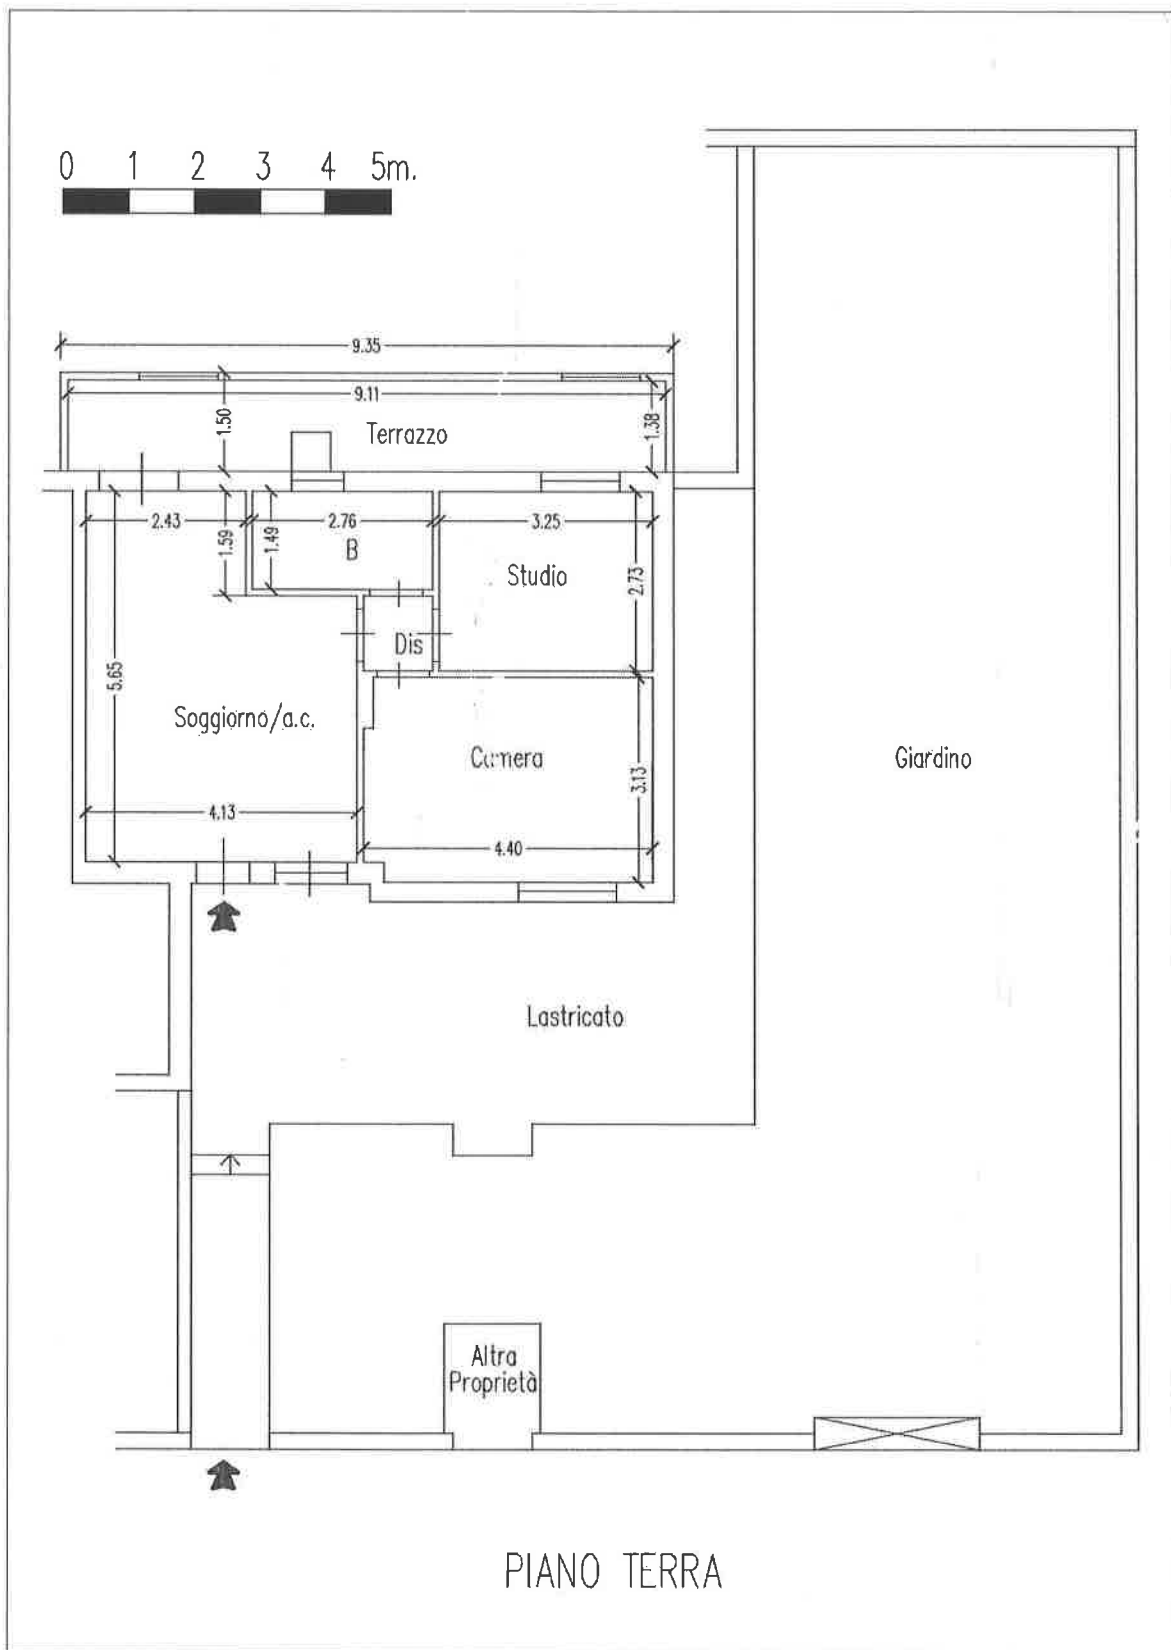 0 1 2 3 4 5m.
9.35
9.11
1.50
Terrazzo
1.38
2.43
1.59
1.49
2.76
B
3.25
Studio
2.73
Dis
5.65
Soggiorno/a.c.
Camera
3.13
Giardino
4.13
4.40
Lastricato
Altra
Proprietà
PIANO TERRA